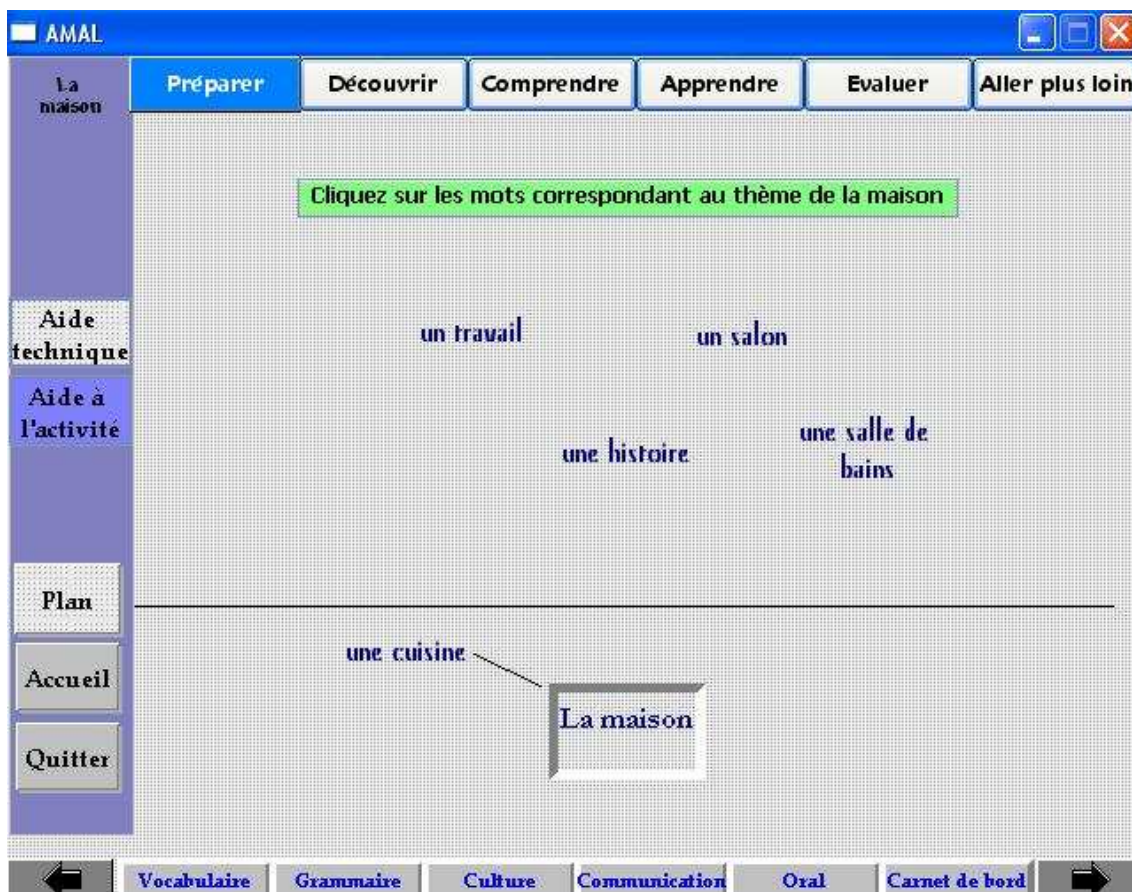 AMAL
La
maison
Préparer
Découvrir
Comprendre
Apprendre
Evaluer
Aller plus loin
Cliquez sur les mots correspondant au thème de la maison
Aide
technique
Aide à
l'activité
un travail
un salon
une histoire
une salle de
bains
Plan
Accueil
Quitter
une cuisine
La maison
Vocabulaire
Grammaire
Culture
Communication
Oral
Carnet de bord